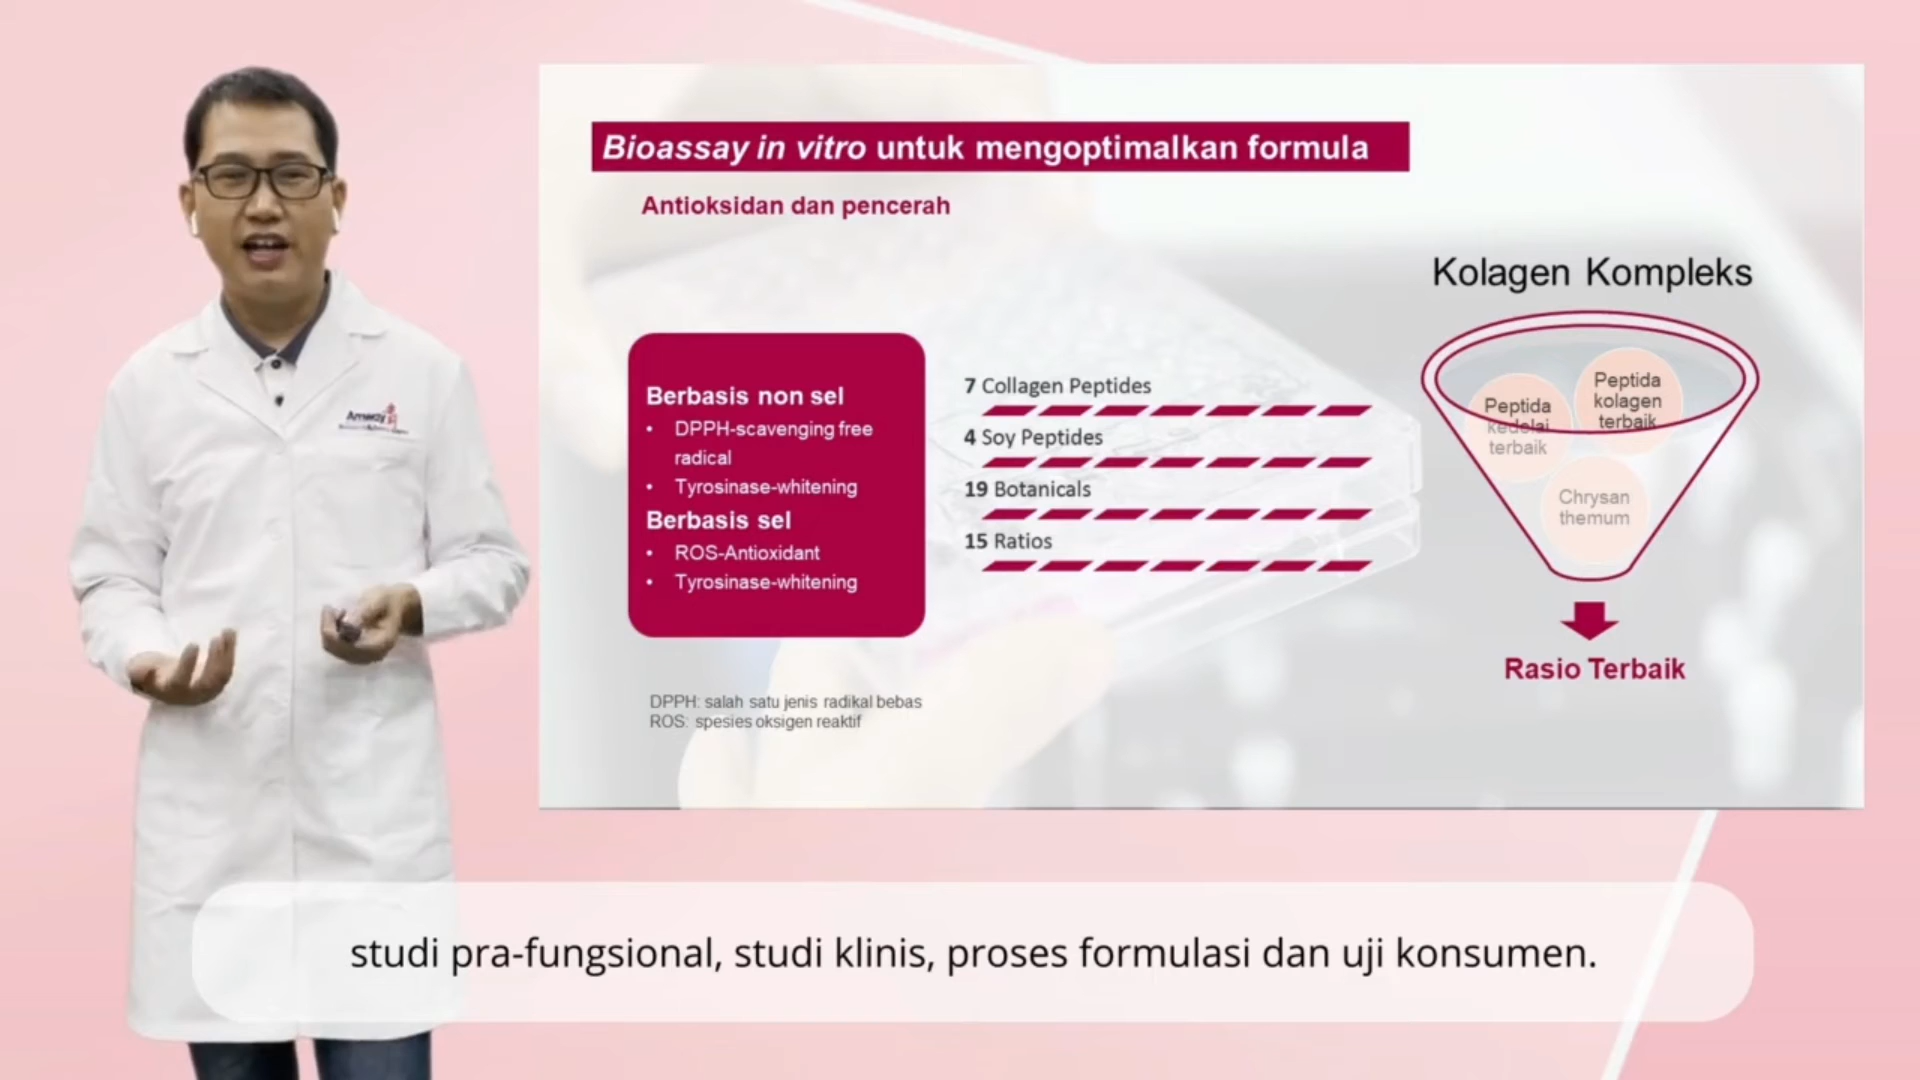 Bioassay in vitro untuk mengoptimalkan formula
Antioksidan dan pencerah
Berbasis non sel
• DPPH-scavenging free
radical
• Tyrosinase-whitening
Berbasis sel
• ROS-Antioxidant
• Tyrosinase-whitening
DPPH: salah satu jenis radikal bebas
ROS: spesies oksigen reaktif
7 Collagen Peptides
4 Soy Peptides
19 Botanicals
15 Ratios
Kolagen Kompleks
Peptida
kedelai
terbaik
Peptida
kolagen
terbaik
Chrysan
themum
Rasio Terbaik
Amway
studi pra-fungsional, studi klinis, proses formulasi dan uji konsumen.